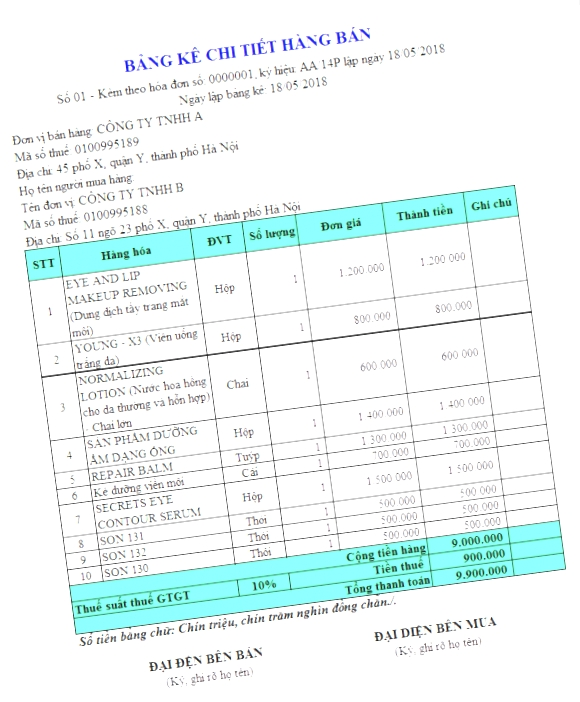 BẢNG KÊ CHI TIẾT HÀNG BÁN
Số 01 - Kèm theo hóa đơn số: 0000001, ký hiệu: AA 14P lập ngày 18/05/2018
Ngày lập bảng kê: 18/05/2018
Đơn vị bán hàng: CÔNG TY TNHH A
Mã số thuế: 0100995189
Địa chỉ: 45 phố X, quận Y, thành phố Hà Nội
Họ tên người mua hàng:
Tên đơn vị: CÔNG TY TNHH B
Mã số thuế: 0100995188
Địa chỉ: Số 11 ngõ 23 phố X, quận Y, thành phố Hà Nội
STT Hàng hóa ĐVT Số lượng Đơn giá Thành tiền Ghi chú
1 EYE AND LIP MAKEUP REMOVING (Dung dịch tẩy trang mắt môi) Hộp 1 1.200.000 1.200.000
2 YOUNG - X3 (Viên uống trắng da) Hộp 1 800.000 800.000
3 NORMALIZING LOTION (Nước hoa hồng cho da thường và hỗn hợp) - Chai lớn Chai 1 600.000 600.000
4 SẢN PHẨM DƯỠNG ẨM DẠNG ỐNG Hộp 1 1.400.000 1.400.000
5 REPAIR BALM Tuýp 1 1.300.000 1.300.000
6 Kẻ dưỡng viền môi Cái 1 700.000 700.000
7 SECRETS EYE CONTOUR SERUM Hộp 1 1.500.000 1.500.000
8 SON 131 Thỏi 1 500.000 500.000
9 SON 132 Thỏi 1 500.000 500.000
10 SON 130 Thỏi 1 500.000 500.000
Cộng tiền hàng 9.000.000
Thuế suất thuế GTGT 10% Tiền thuế 900.000
Tổng thanh toán 9.900.000
Số tiền bằng chữ: Chín triệu, chín trăm nghìn đồng chẵn./.
ĐẠI ĐỆN BÊN BÁN
(Ký, ghi rõ họ tên)
ĐẠI DIỆN BÊN MUA
(Ký, ghi rõ họ tên)